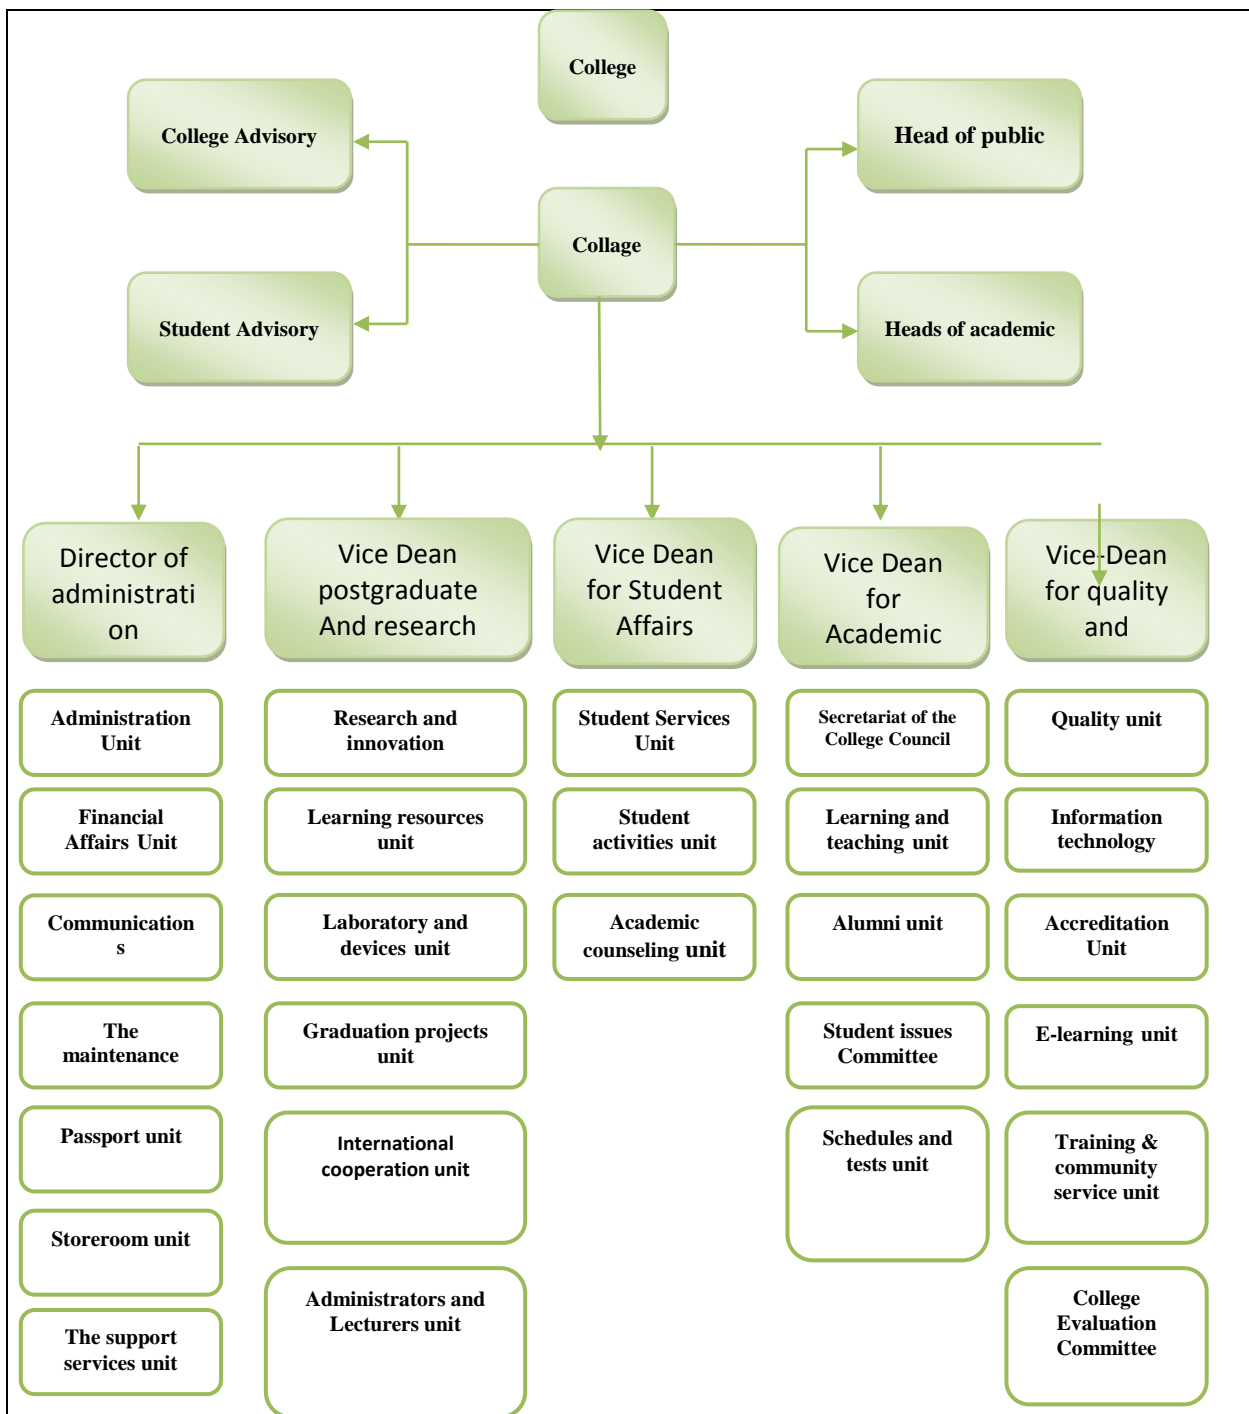 College
College Advisory
Head of public
Collage
Student Advisory
Heads of academic
Director of
administrati
on
Vice Dean
postgraduate
And research
Vice Dean
for Student
Affairs
Vice Dean
for
Academic
Vice-Dean
for quality
and
Administration
Unit
Research and
innovation
Student Services
Unit
Secretariat of the
College Council
Quality unit
Financial
Affairs Unit
Learning resources
unit
Student
activities unit
Learning and
teaching unit
Information
technology
Communication
s
Laboratory and
devices unit
Academic
counseling unit
Alumni unit
Accreditation
Unit
The
maintenance
Graduation projects
unit
Student issues
Committee
E-learning unit
Passport unit
International
cooperation unit
Schedules and
tests unit
Training &
community
service unit
Storeroom unit
Administrators and
Lecturers unit
College
Evaluation
Committee
The support
services unit